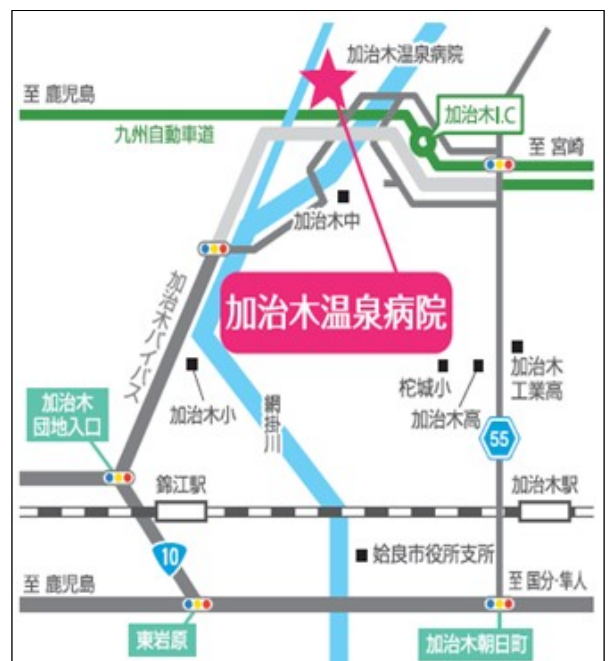 加治木温泉病院
至 鹿児島
加治木I.C
九州自動車道
至 宮崎
加治木中
加治木温泉病院
加治木バイパス
加治木小
網掛川
柁城小
加治木高
加治木
工業高
加治木
団地入口
55
錦江駅
加治木駅
10
姶良市役所支所
至 鹿児島
至 国分・隼人
東岩原
加治木朝日町